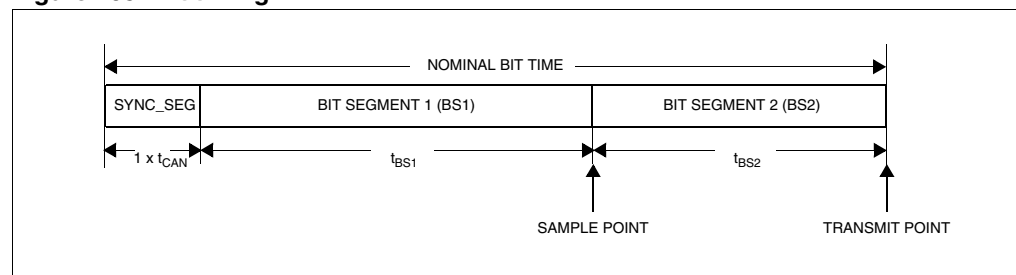 NOMINAL BIT TIME
SYNC_SEG BIT SEGMENT 1 (BS1) BIT SEGMENT 2 (BS2)
1 x tCAN tBS1 tBS2
SAMPLE POINT TRANSMIT POINT